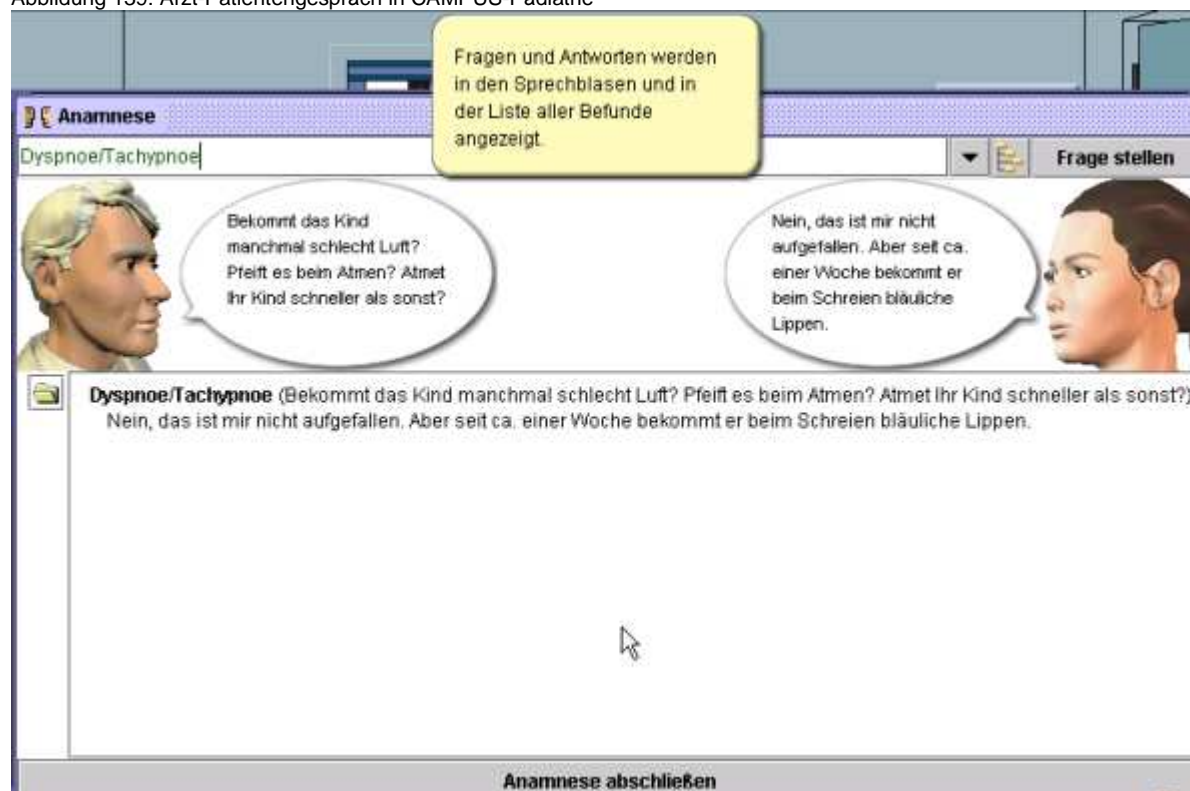 Abbildung 139: Arzt-Patientengespräch in CAMPUS-Pädiatrie
Fragen und Antworten werden
in den Sprechblasen und in
der Liste aller Befunde
angezeigt.
Anamnese
Dyspnoe/Tachypnoe
Frage stellen
Bekommt das Kind
manchmal schlecht Luft?
Pfeift es beim Atmen? Atmet
Ihr Kind schneller als sonst?
Nein, das ist mir nicht
aufgefallen. Aber seit ca.
einer Woche bekommt er
beim Schreien bläuliche
Lippen.
Dyspnoe/Tachypnoe (Bekommt das Kind manchmal schlecht Luft? Pfeift es beim Atmen? Atmet Ihr Kind schneller als sonst?)
Nein, das ist mir nicht aufgefallen. Aber seit ca. einer Woche bekommt er beim Schreien bläuliche Lippen.
Anamnese abschließen